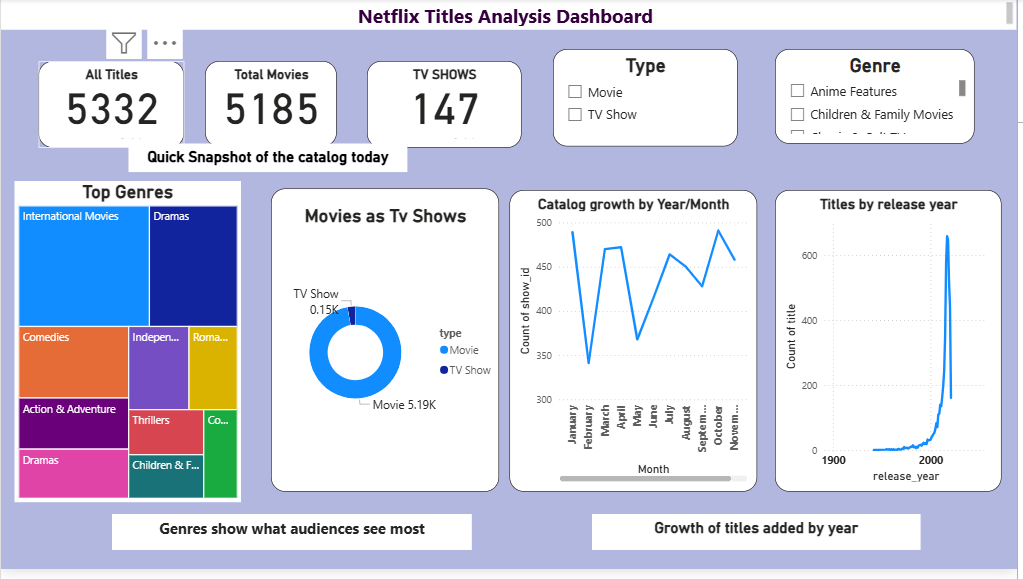 Netflix Titles Analysis Dashboard
All Titles
5332
Total Movies
5185
TV SHOWS
147
Type
Movie
TV Show
Genre
Anime Features
Children & Family Movies
Quick Snapshot of the catalog today
Top Genres
International Movies
Dramas
Comedies
Indepen...
Roma...
Action & Adventure
Thrillers
Co...
Dramas
Children & F...
Movies as Tv Shows
TV Show
0.15K
Movie 5.19K
type
Movie
TV Show
Catalog growth by Year/Month
Count of show_id
500
450
400
350
300
January
February
March
April
May
June
July
August
Septem...
October
Novem...
Month
Titles by release year
Count of title
600
400
200
0
1900
2000
release_year
Genres show what audiences see most
Growth of titles added by year